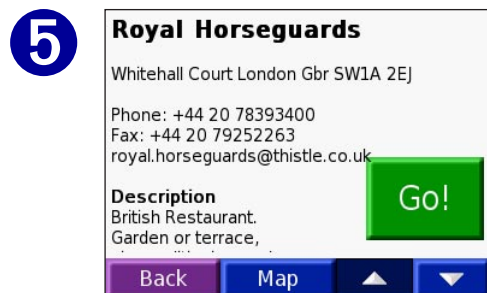 5
Royal Horseguards
Whitehall Court London Gbr SW1A 2EJ
Phone: +44 20 78393400
Fax: +44 20 79252263
royal.horseguards@thistle.co.uk
Go!
Description
British Restaurant.
Garden or terrace,
Back Map